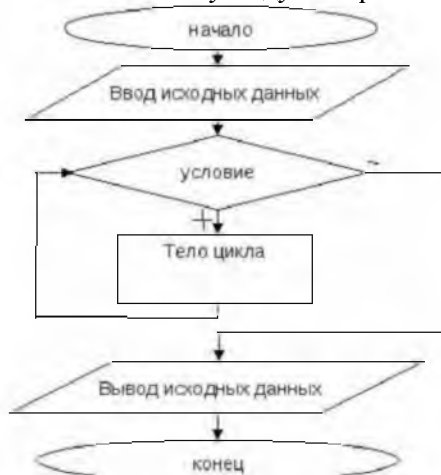 начало
Ввод исходных данных
условие
+
Тело цикла
Вывод исходных данных
конец